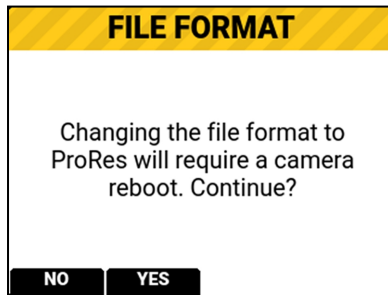 FILE FORMAT
Changing the file format to
ProRes will require a camera
reboot. Continue?
NO YES